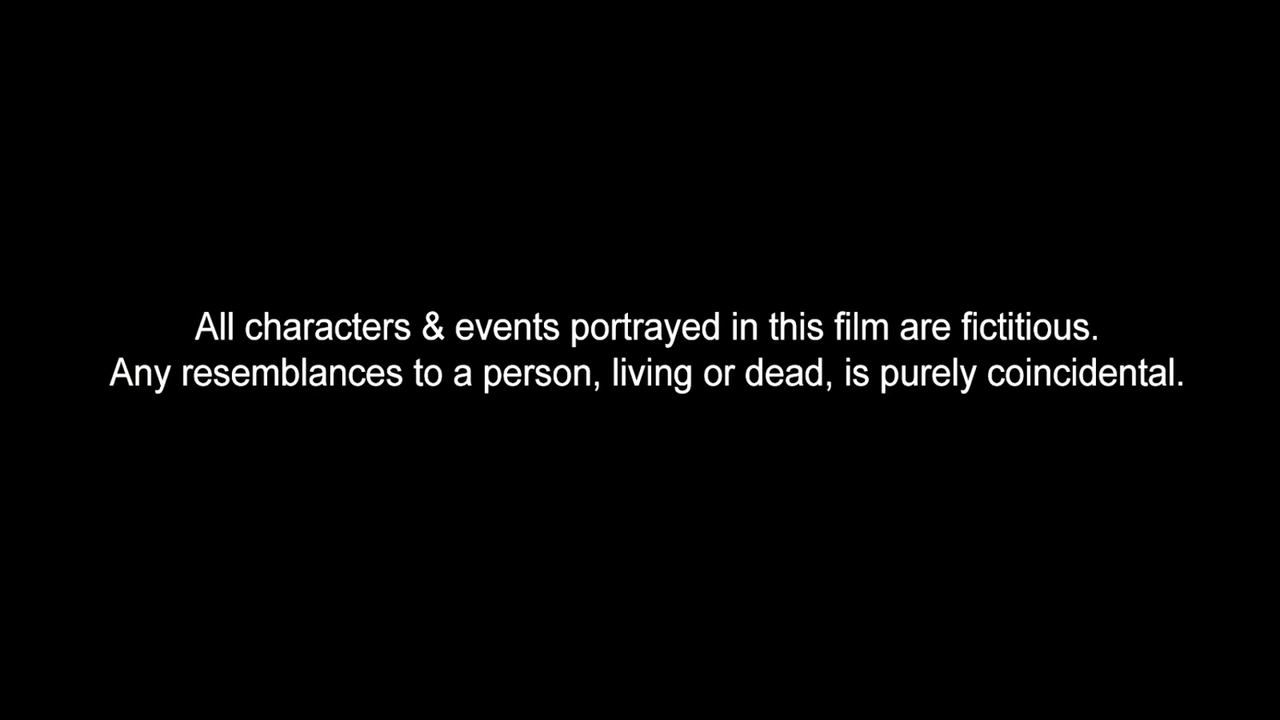 All characters & events portrayed in this film are fictitious.
Any resemblances to a person, living or dead, is purely coincidental.